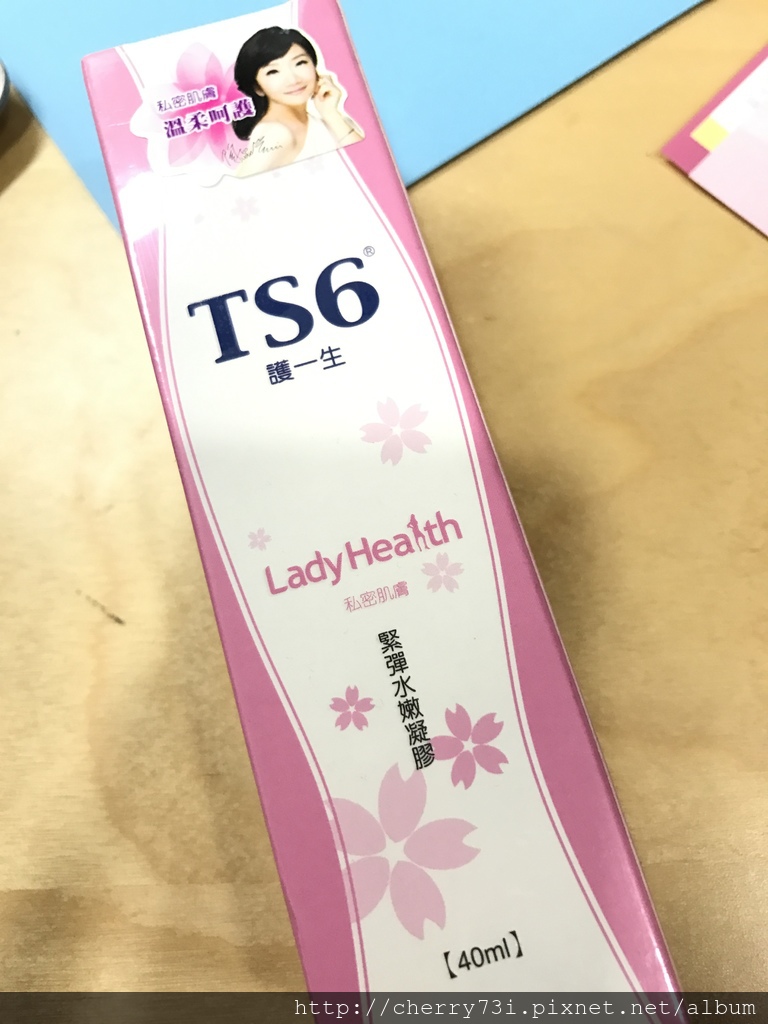 私密肌膚
溫柔呵護
TS6®
護一生
LadyHealth
私密肌膚
緊彈水嫩凝膠
【40ml】
http://cherry73i.pixnet.net/album